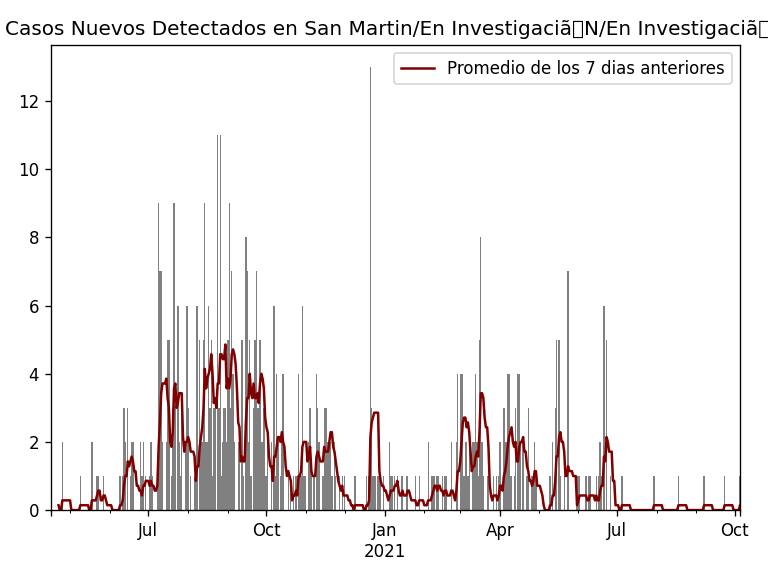 Casos Nuevos Detectados en San Martin/En Investigaciã▯N/En Investigaciã▯
Promedio de los 7 dias anteriores
12
10
8
6
4
2
0
Jul Oct Jan Apr Jul Oct
2021